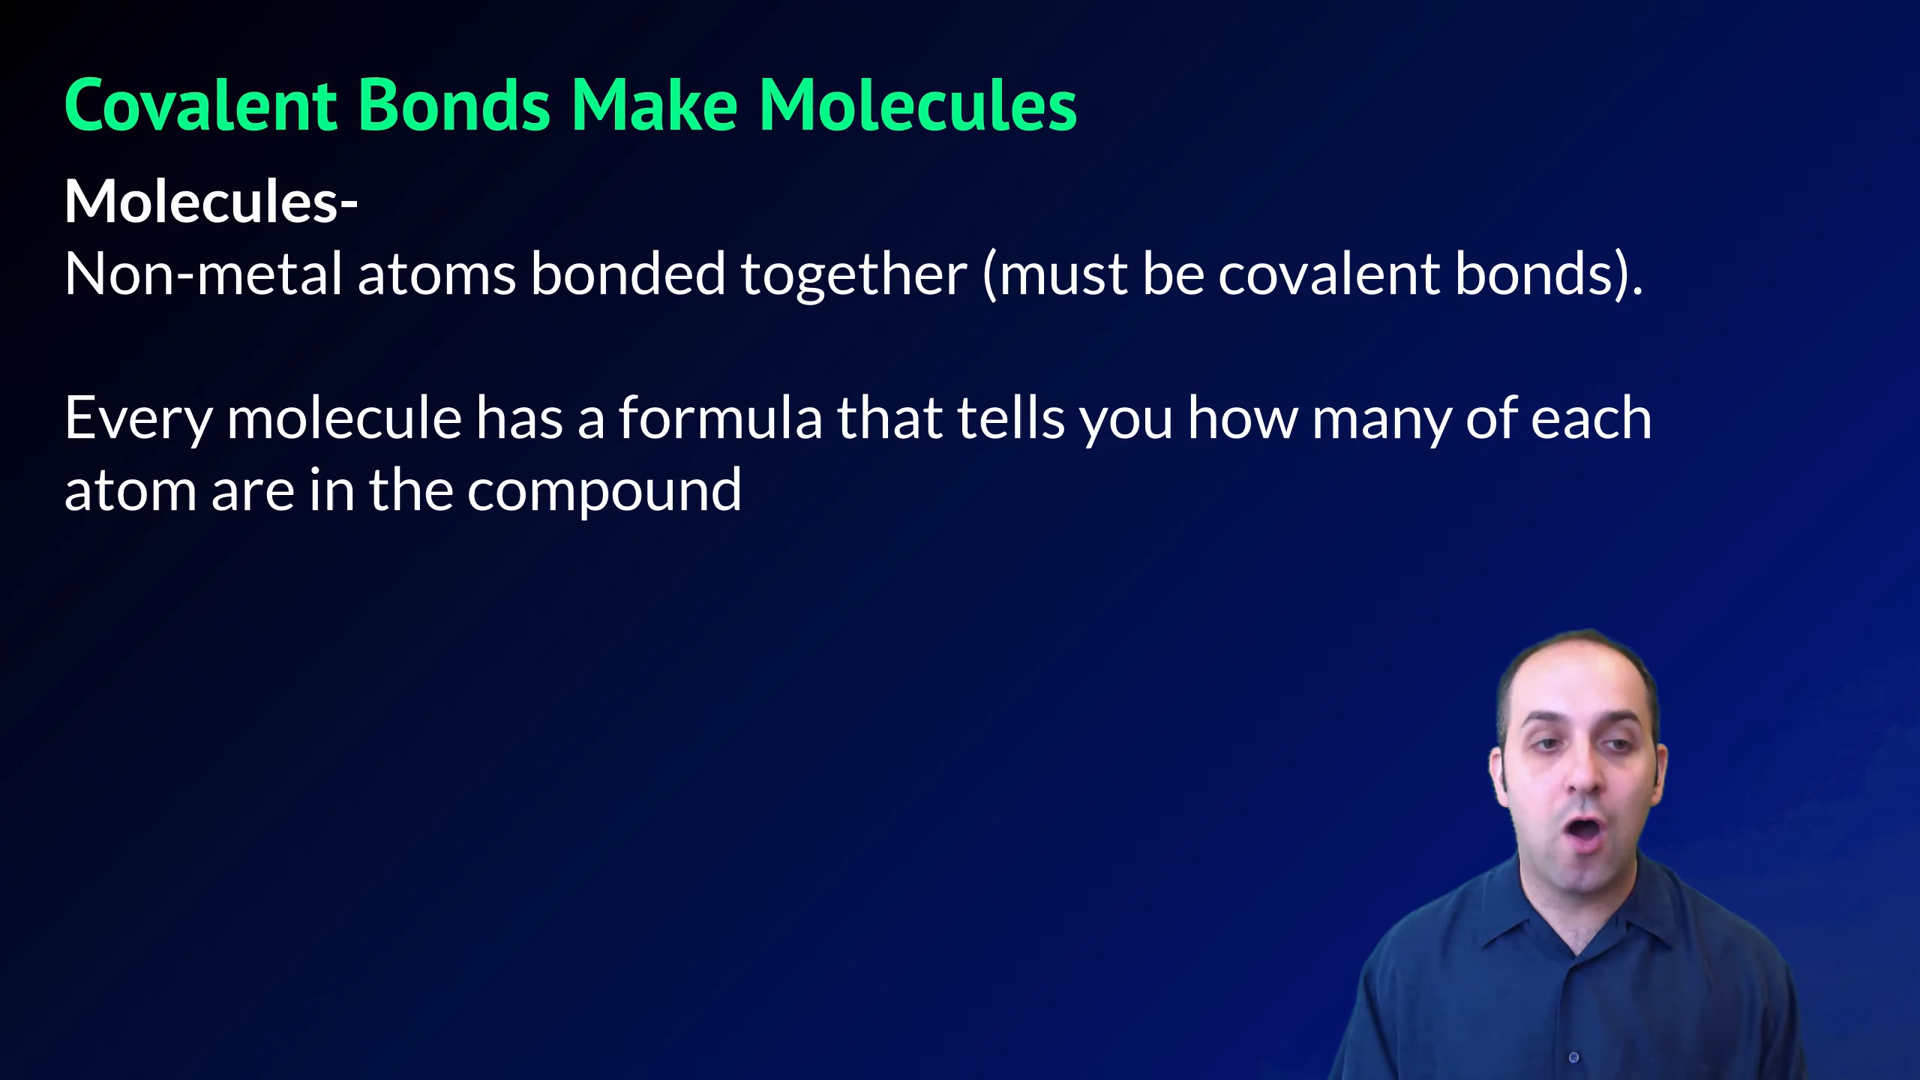 Covalent Bonds Make Molecules
Molecules-
Non-metal atoms bonded together (must be covalent bonds).
Every molecule has a formula that tells you how many of each
atom are in the compound